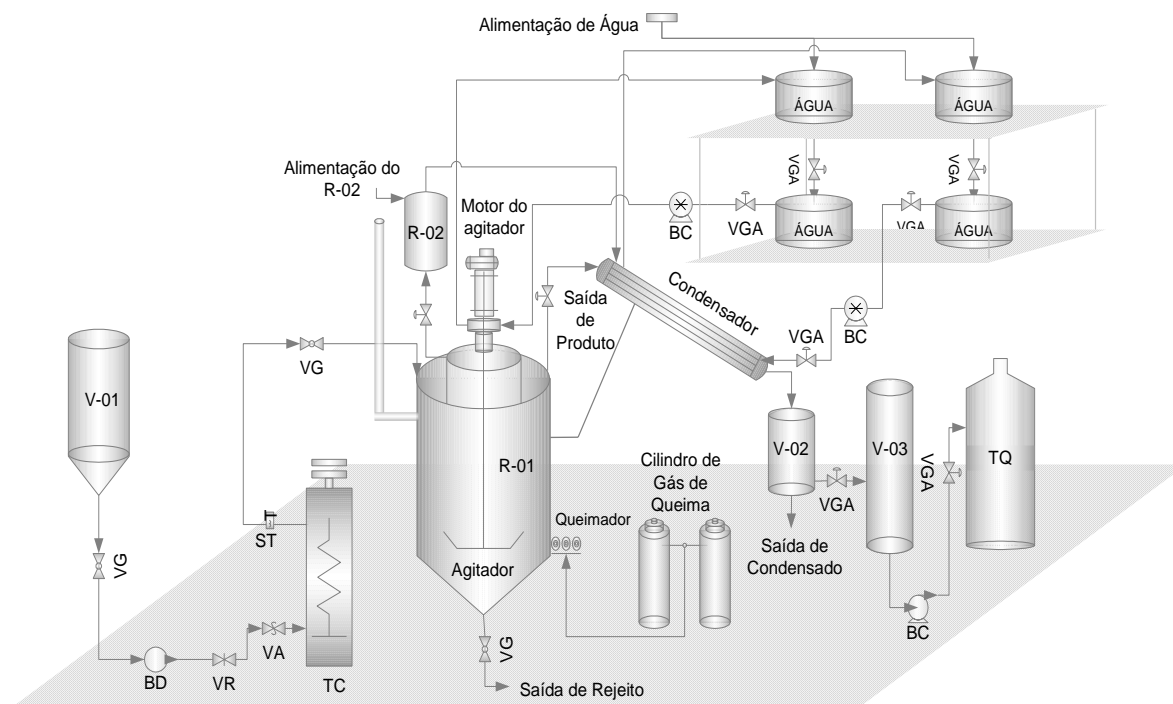 Alimentação de Água
ÁGUA
ÁGUA
Alimentação do
R-02
VGA
VGA
Motor do
agitador
R-02
BC
VGA
VGA
ÁGUA
ÁGUA
Condensador
Saída
de
Produto
VGA
BC
VG
V-01
R-01
V-02
V-03
VGA
TQ
Cilindro de
Gás de
Queima
VGA
Queimador
ST
Saída de
Condensado
VG
Agitador
BC
VG
VA
BD
VR
TC
Saída de Rejeito